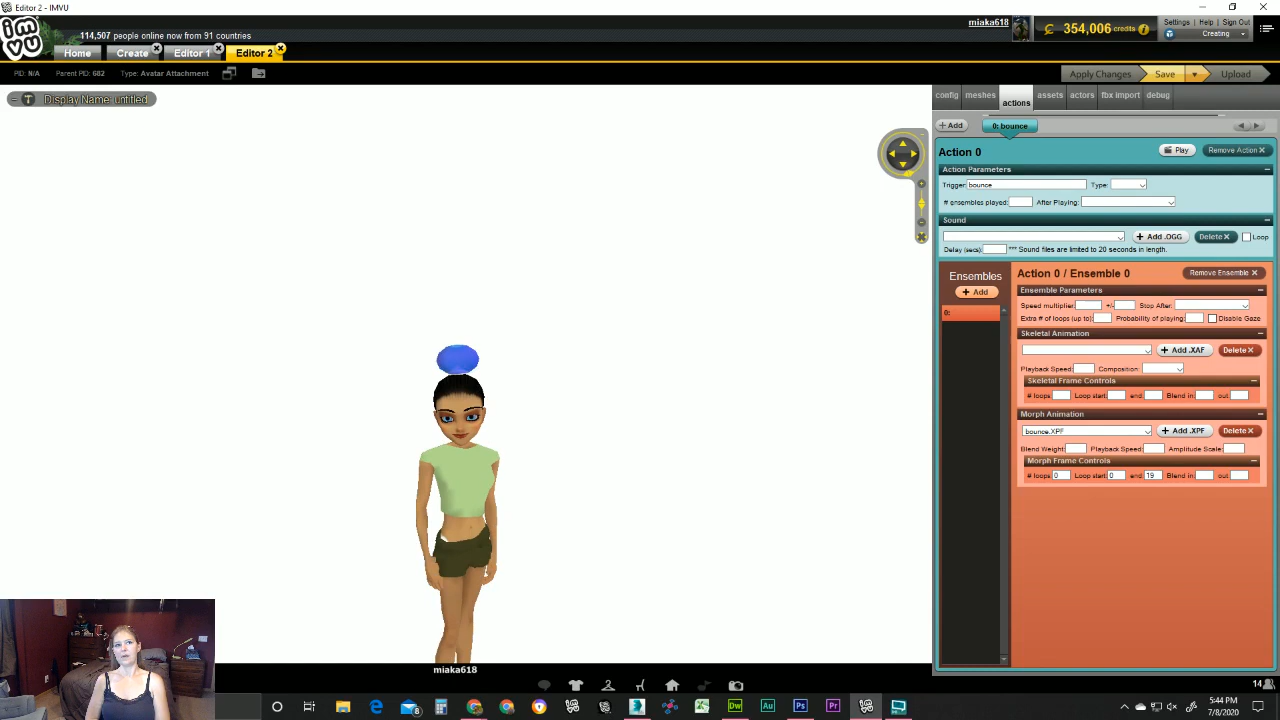 Editor 2 - IMVU
114,507 people online now from 91 countries
miaka618
354,006 credits
Settings | Help | Sign Out
Creating
Home
Create
Editor 1
Editor 2
PID: N/A Parent PID: 682 Type: Avatar Attachment
Apply Changes Save Upload
Display Name: untitled
config meshes actions assets actors fbx import debug
+ Add 0: bounce
Action 0 Play Remove Action X
Action Parameters
Trigger: bounce Type:
# ensembles played: After Playing:
Sound
+ Add .OGG Delete X Loop
Delay (secs): *** Sound files are limited to 20 seconds in length.
Ensembles
+ Add
0:
Action 0 / Ensemble 0 Remove Ensemble X
Ensemble Parameters
Speed multiplier: +/- Stop After:
Extra # of loops (up to): Probability of playing: Disable Gaze
Skeletal Animation
+ Add .XAF Delete X
Playback Speed: Composition:
Skeletal Frame Controls
# loops: Loop start: end: Blend in: out:
Morph Animation
bounce.XPF + Add .XPF Delete X
Blend Weight: Playback Speed: Amplitude Scale:
Morph Frame Controls
# loops: 0 Loop start: 0 end: 19 Blend in: out:
miaka618
14
5:44 PM
7/8/2020